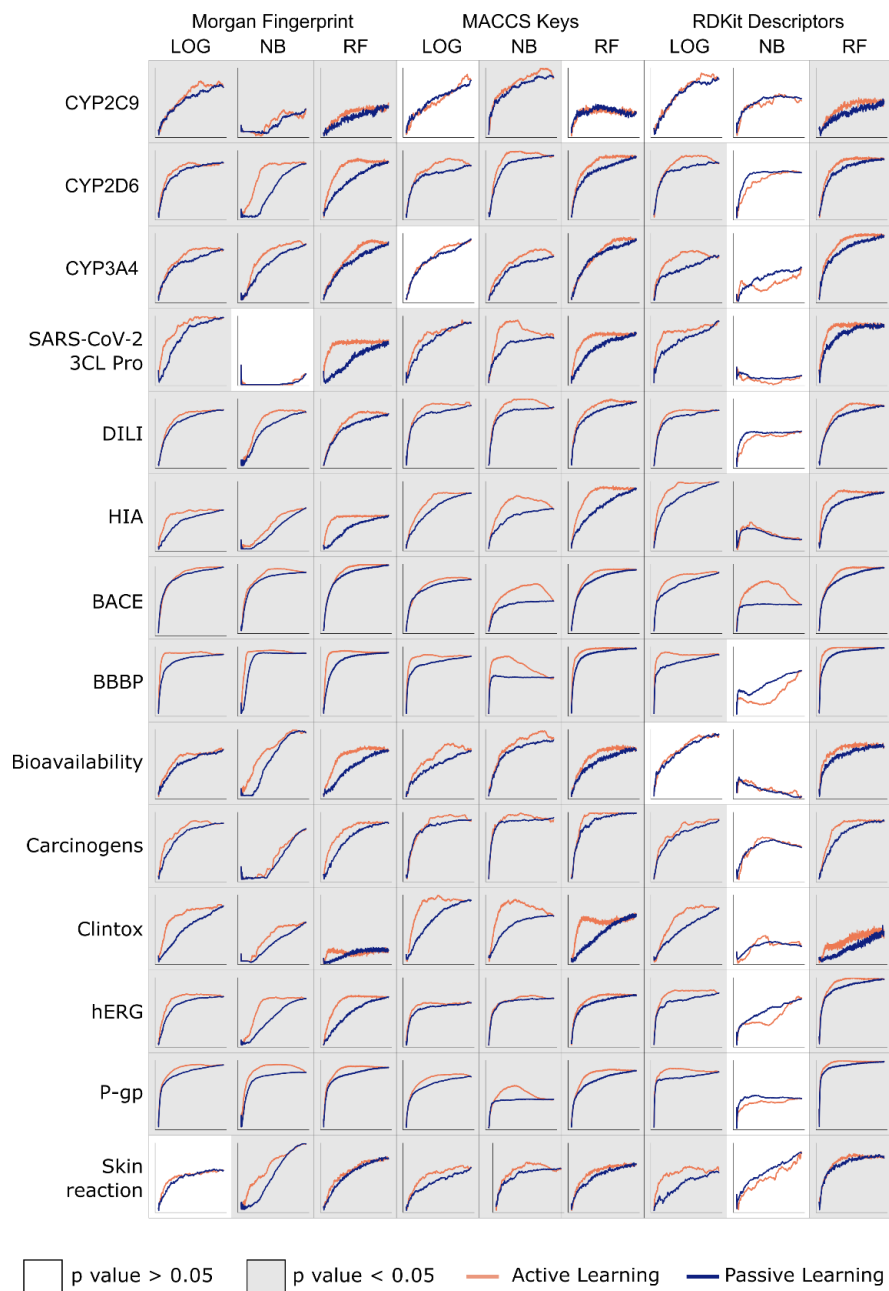 Morgan Fingerprint MACCS Keys RDKit Descriptors
LOG NB RF LOG NB RF LOG NB RF
CYP2C9
CYP2D6
CYP3A4
SARS-CoV-2
3CL Pro
DILI
HIA
BACE
BBBP
Bioavailability
Carcinogens
Clintox
hERG
P-gp
Skin
reaction
p value > 0.05 p value < 0.05 Active Learning Passive Learning